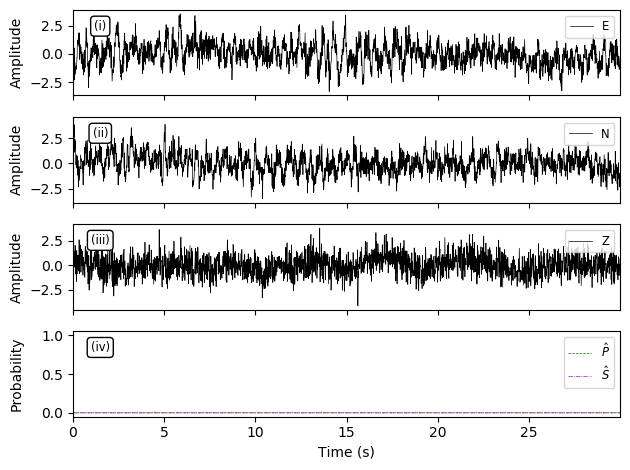 (i)
E
Amplitude
2.5
0.0
−2.5
(ii)
N
Amplitude
2.5
0.0
−2.5
(iii)
Z
Amplitude
2.5
0.0
−2.5
(iv)
P̂
Ŝ
Probability
1.0
0.5
0.0
0 5 10 15 20 25
Time (s)